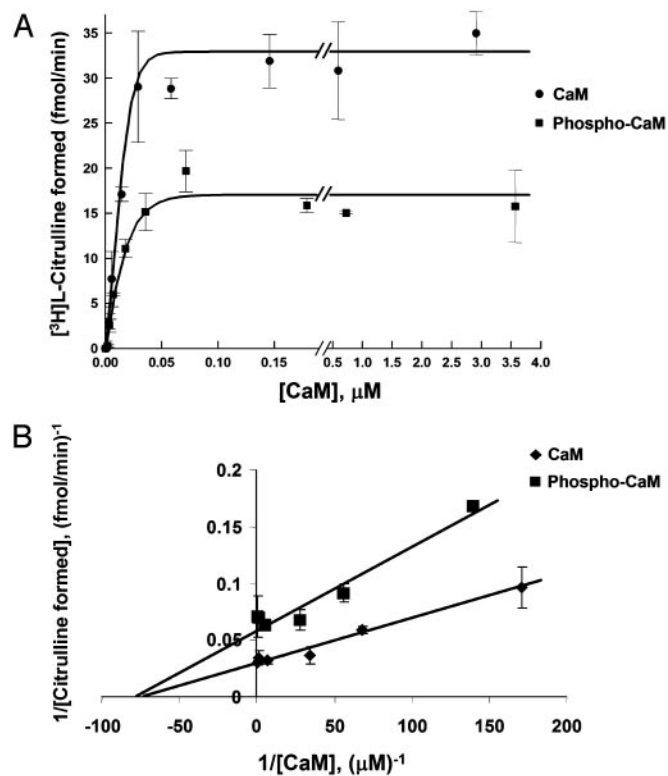 A
[³H]L-Citrulline formed (fmol/min)
35
30
25
20
15
10
5
0
CaM
Phospho-CaM
0.00 0.05 0.10 0.15 0.5 1.0 1.5 2.0 2.5 3.0 3.5 4.0
[CaM], µM
B
1/[Citrulline formed], (fmol/min)⁻¹
CaM
Phospho-CaM
0.2
0.15
0.1
0.05
0
-100 -50 0 50 100 150 200
1/[CaM], (µM)⁻¹